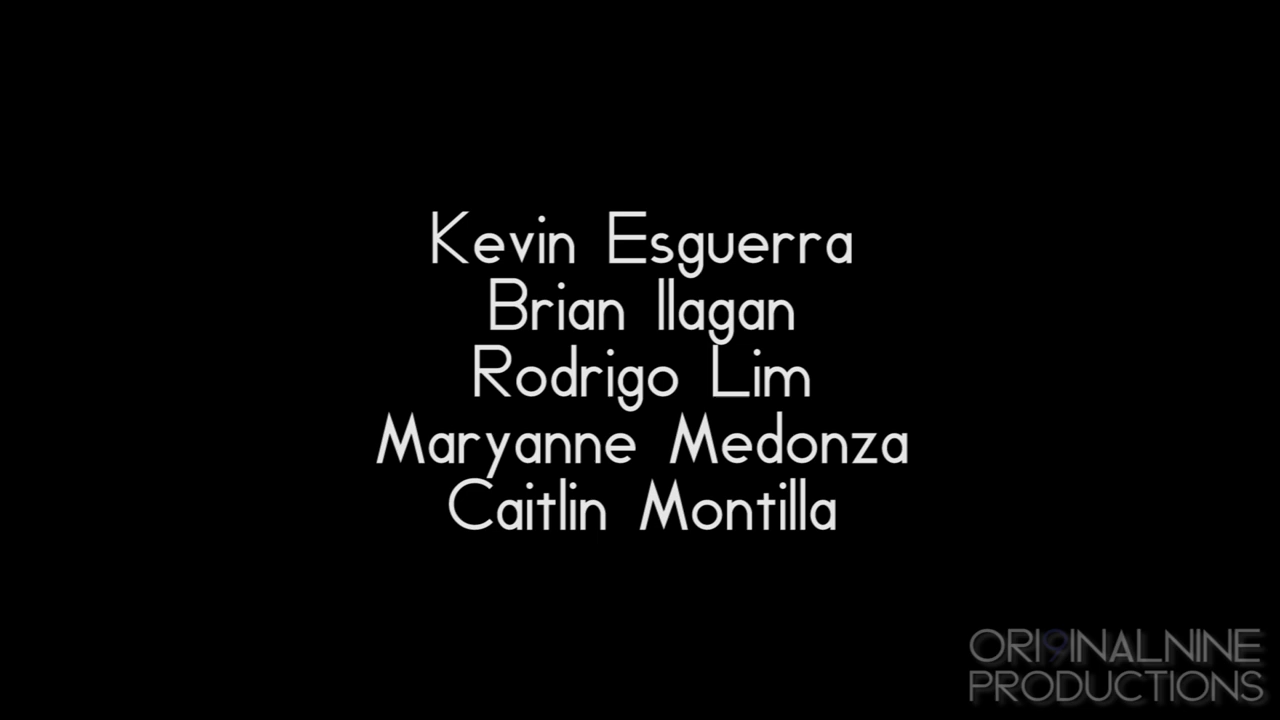 Kevin Esguerra
Brian Ilagan
Rodrigo Lim
Maryanne Medonza
Caitlin Montilla
ORI9INALNINE
PRODUCTIONS